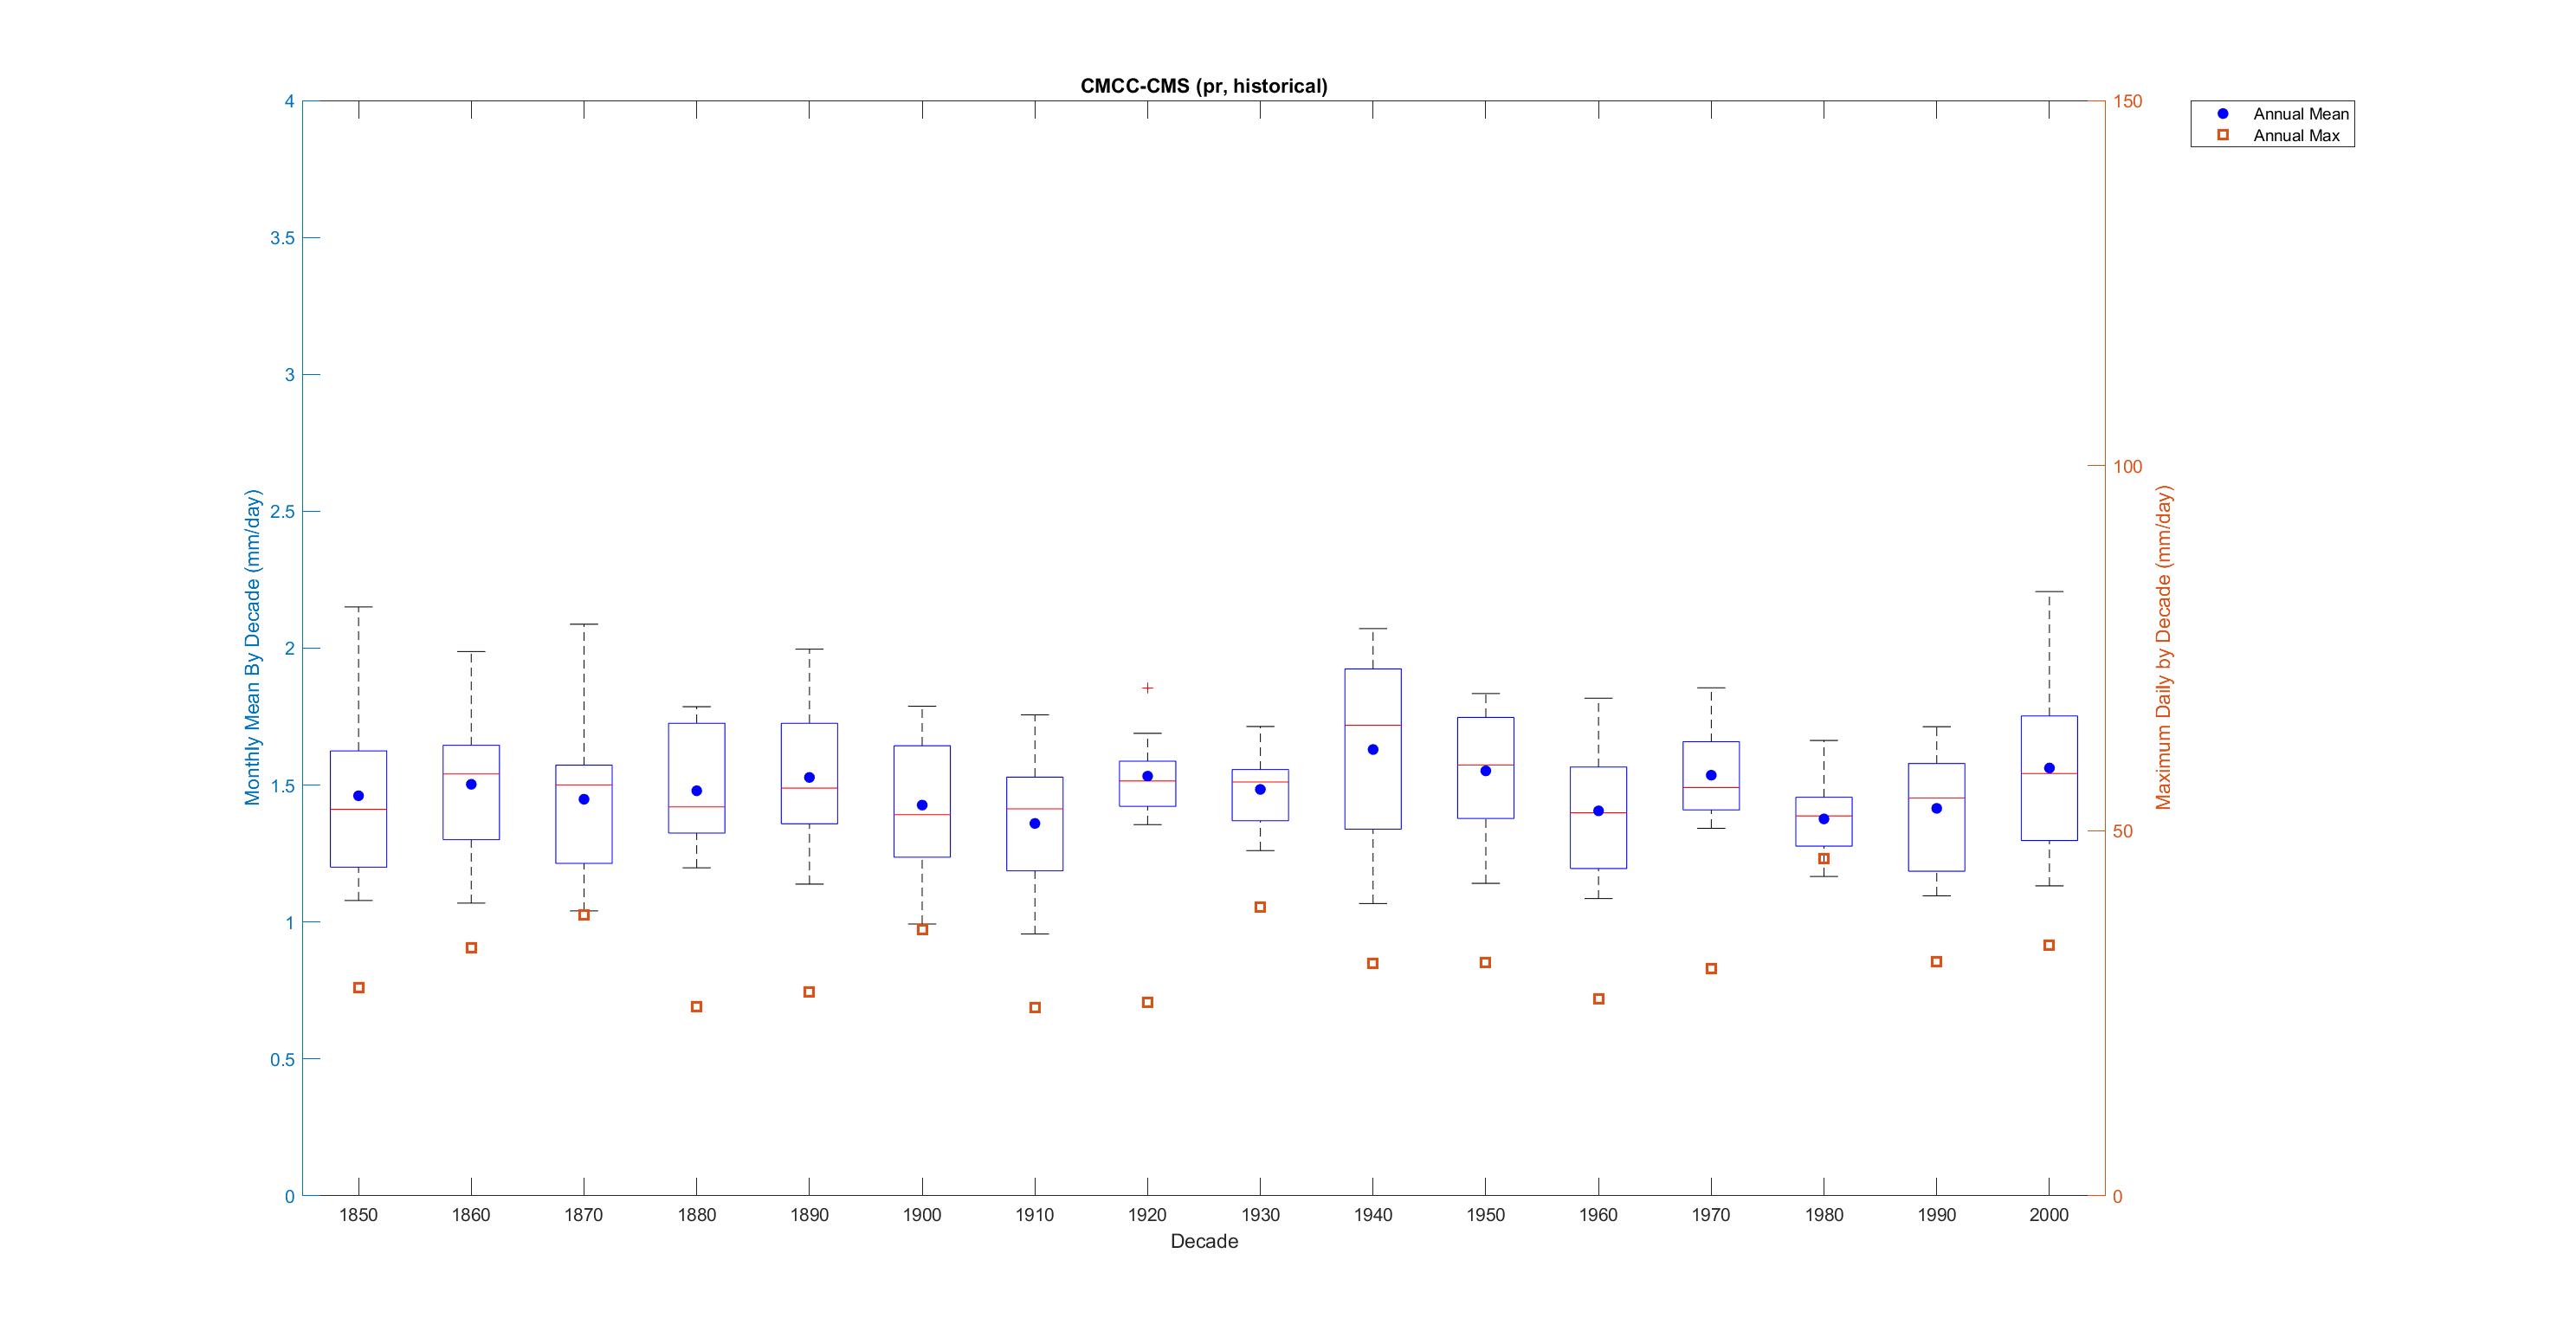 CMCC-CMS (pr, historical)
Annual Mean
Annual Max
Monthly Mean By Decade (mm/day)
4
3.5
3
2.5
2
1.5
1
0.5
0
150
100
50
0
Maximum Daily by Decade (mm/day)
1850 1860 1870 1880 1890 1900 1910 1920 1930 1940 1950 1960 1970 1980 1990 2000
Decade